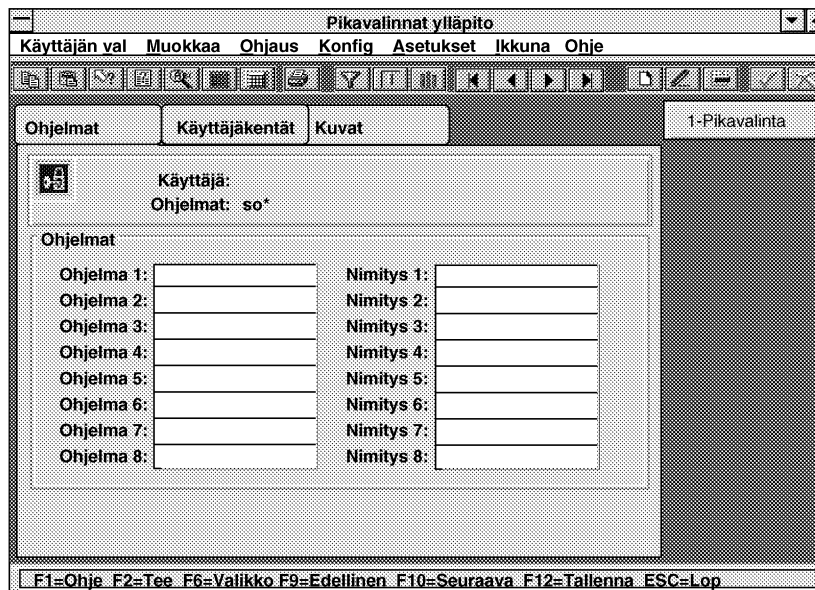 Pikavalinnat ylläpito
Käyttäjän val Muokkaa Ohjaus Konfig Asetukset Ikkuna Ohje
Ohjelmat Käyttäjäkentät Kuvat 1-Pikavalinta
Käyttäjä:
Ohjelmat: so*
Ohjelmat
Ohjelma 1: Nimitys 1:
Ohjelma 2: Nimitys 2:
Ohjelma 3: Nimitys 3:
Ohjelma 4: Nimitys 4:
Ohjelma 5: Nimitys 5:
Ohjelma 6: Nimitys 6:
Ohjelma 7: Nimitys 7:
Ohjelma 8: Nimitys 8:
F1=Ohje F2=Tee F6=Valikko F9=Edellinen F10=Seuraava F12=Tallenna ESC=Lop